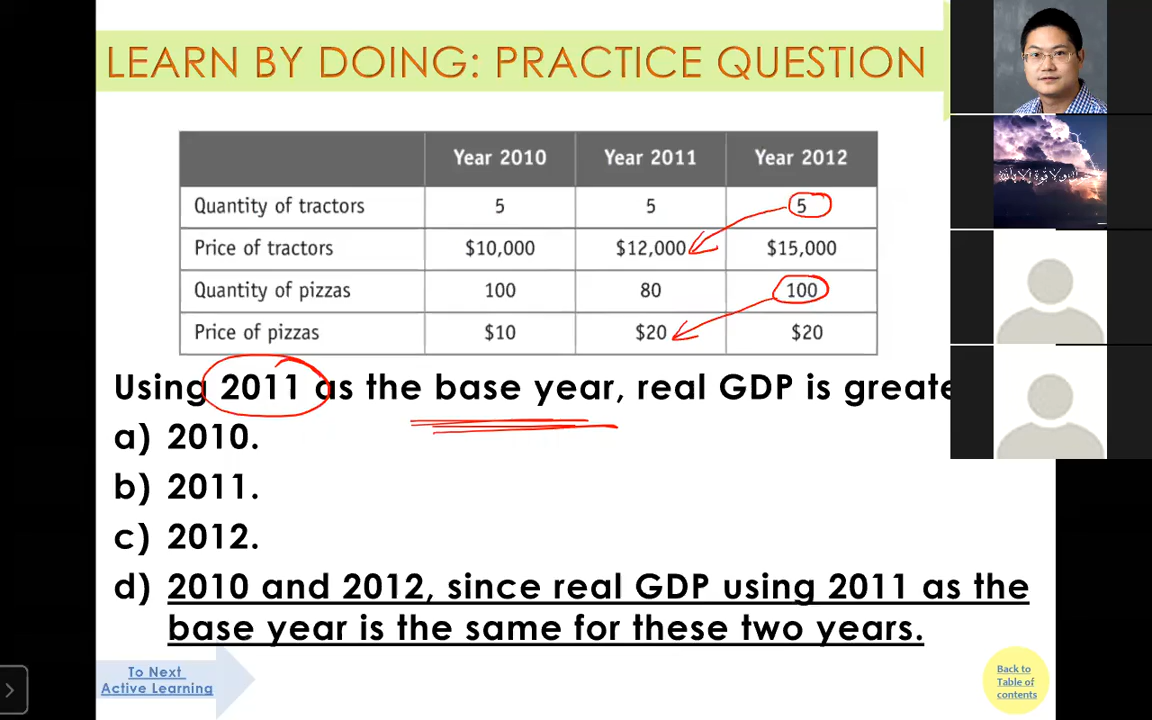 LEARN BY DOING: PRACTICE QUESTION
Year 2010 Year 2011 Year 2012
Quantity of tractors 5 5 5
Price of tractors $10,000 $12,000 $15,000
Quantity of pizzas 100 80 100
Price of pizzas $10 $20 $20
Using 2011 as the base year, real GDP is greate
a) 2010.
b) 2011.
c) 2012.
d) 2010 and 2012, since real GDP using 2011 as the
base year is the same for these two years.
To Next
Active Learning
Back to
Table of
contents